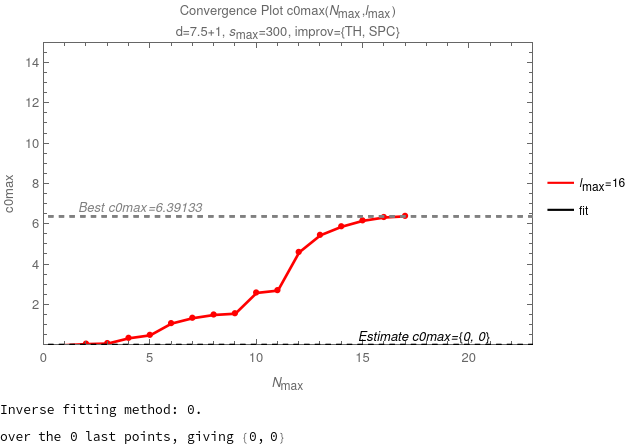 Convergence Plot c0max(Nmax,lmax)
d=7.5+1, smax=300, improv={TH, SPC}
14
12
10
8
6
4
2
c0max
Best c0max=6.39133
Estimate c0max={0, 0}
0 5 10 15 20
Nmax
lmax=16
fit
Inverse fitting method: 0.
over the 0 last points, giving {0, 0}